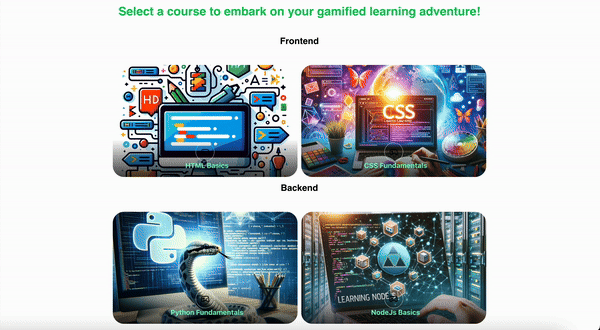 Select a course to embark on your gamified learning adventure!
Frontend
HD
A
CSS
HTML Basics
CSS Fundamentals
Backend
LEARNING NODE
Python Fundamentals
NodeJs Basics